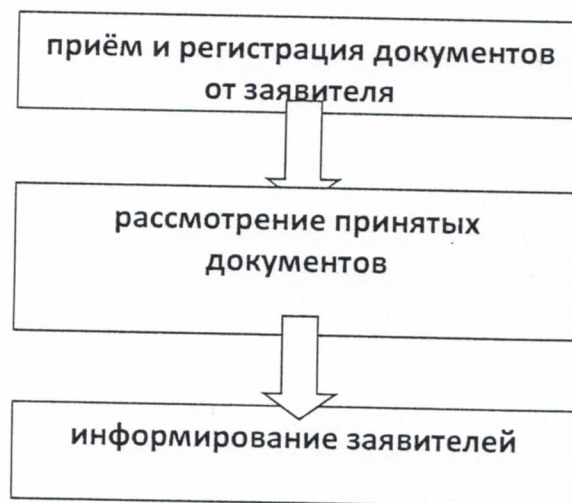 приём и регистрация документов
от заявителя
рассмотрение принятых
документов
информирование заявителей